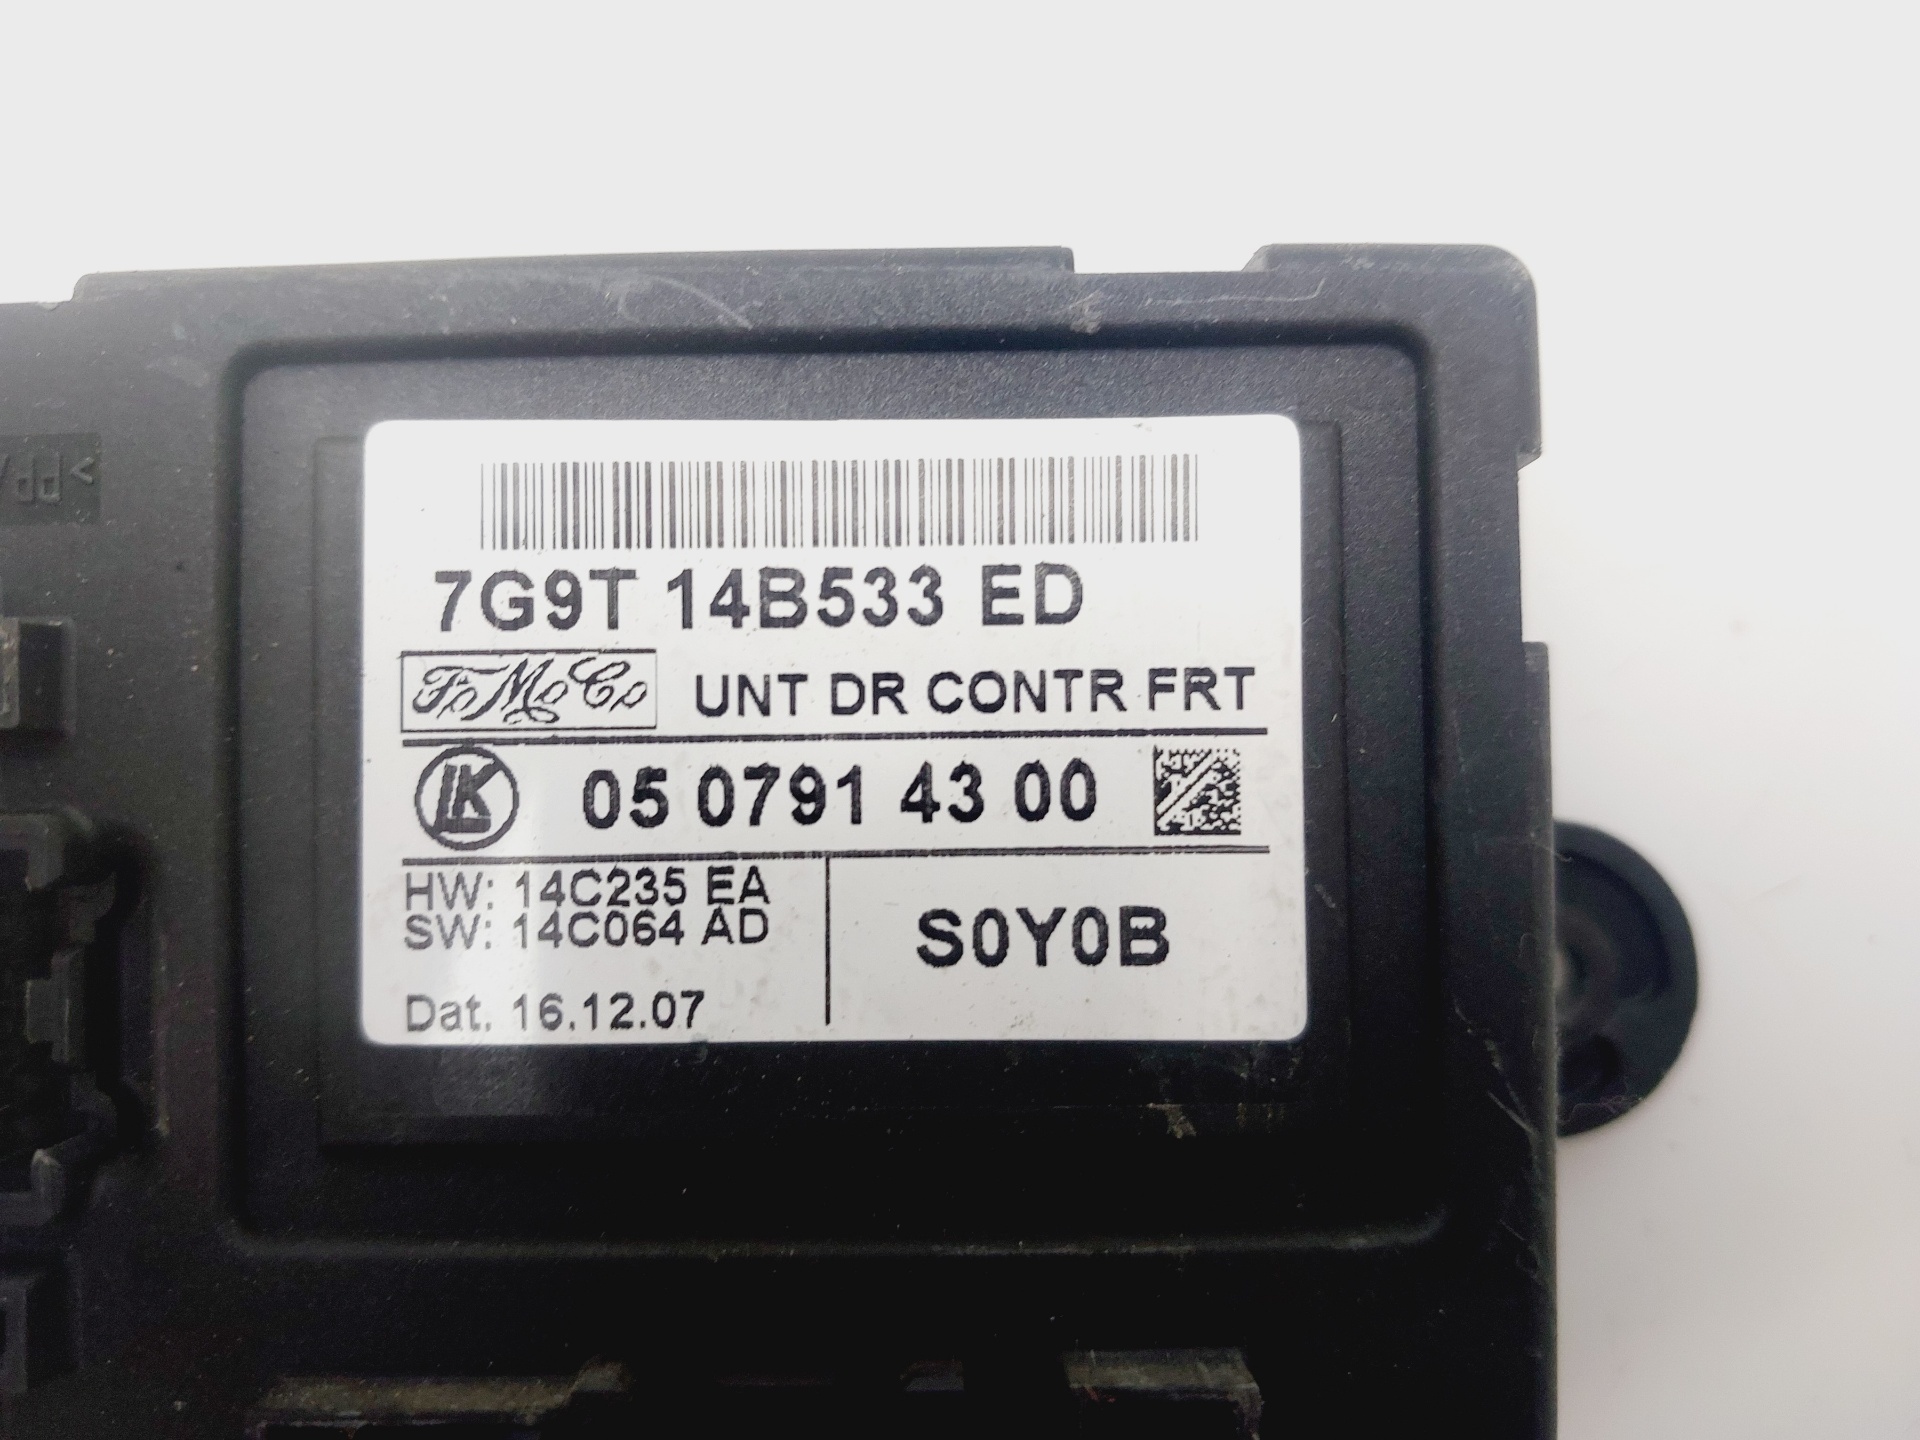 7G9T 14B533 ED
FoMoCo UNT DR CONTR FRT
LK 05 0791 43 00
HW: 14C235 EA
SW: 14C064 AD
S0Y0B
Dat. 16.12.07